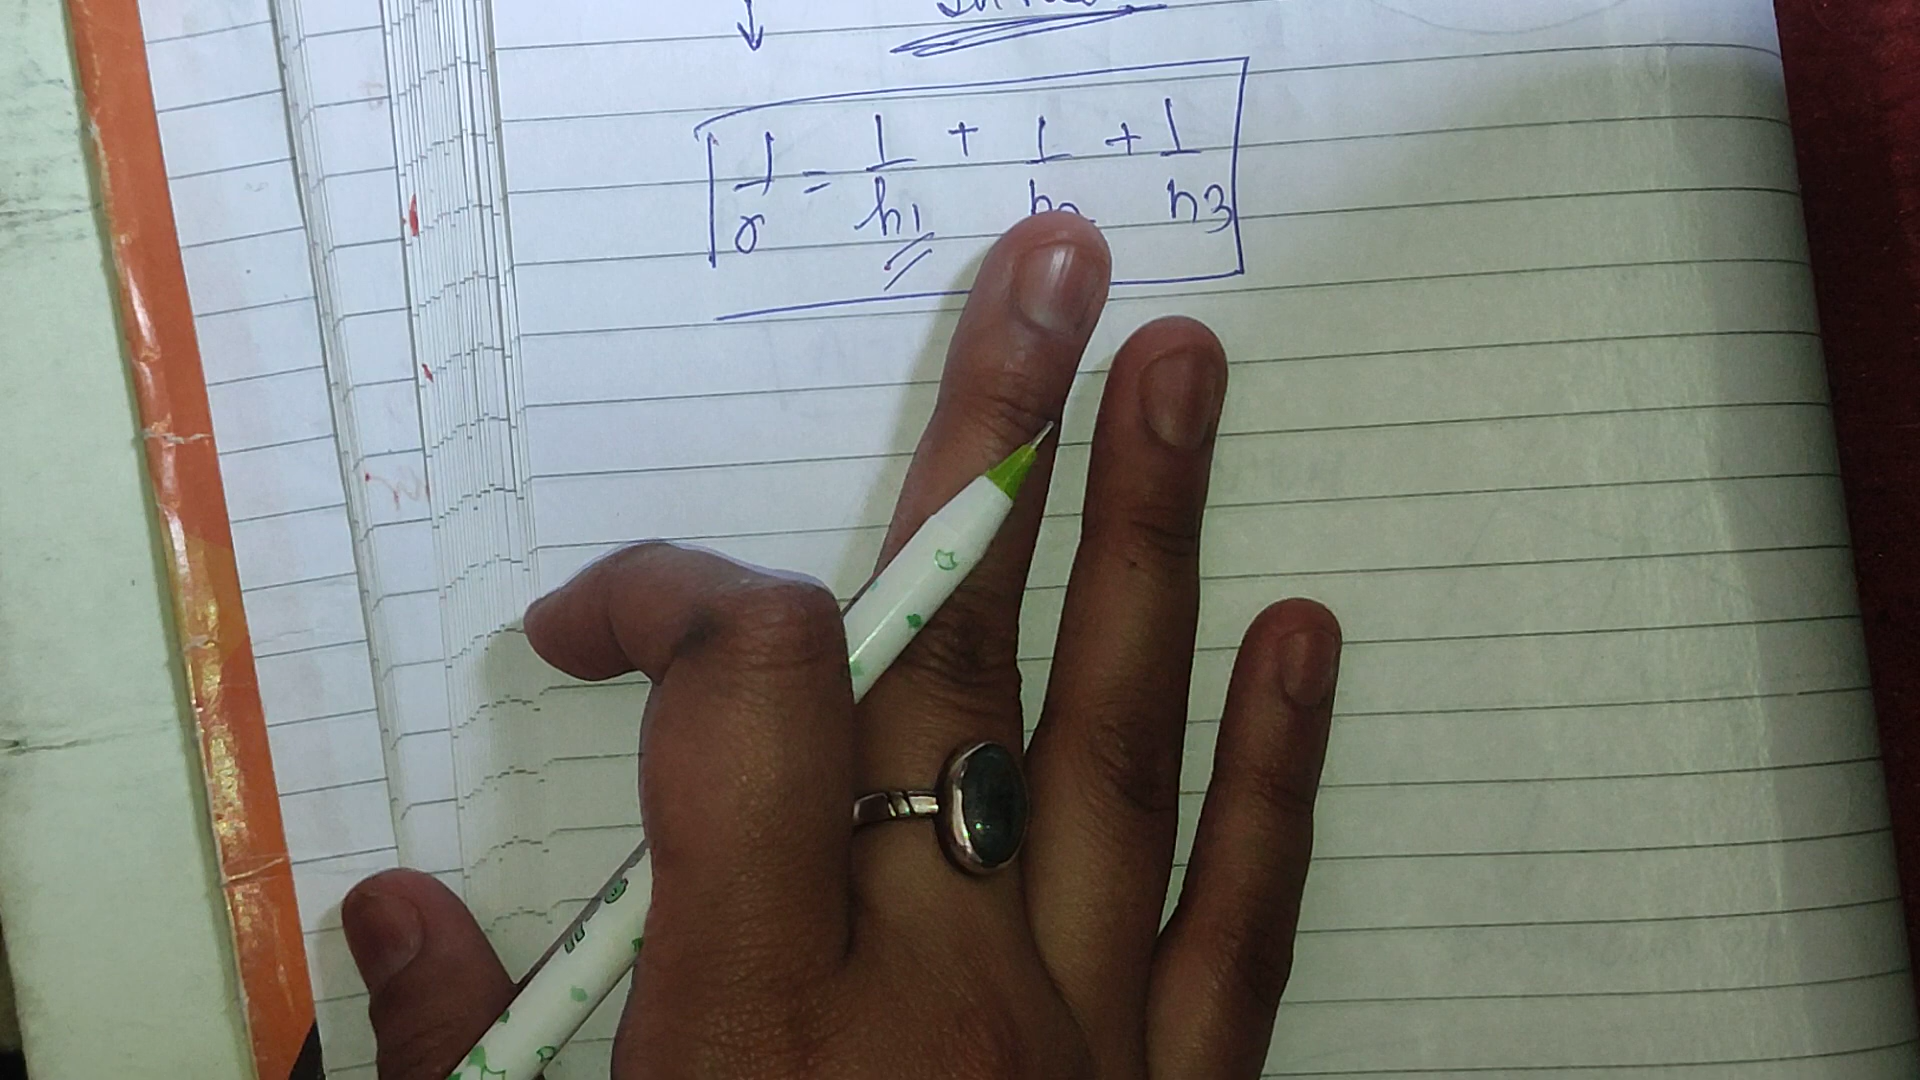 1/r = 1/h1 + 1/h2 + 1/h3